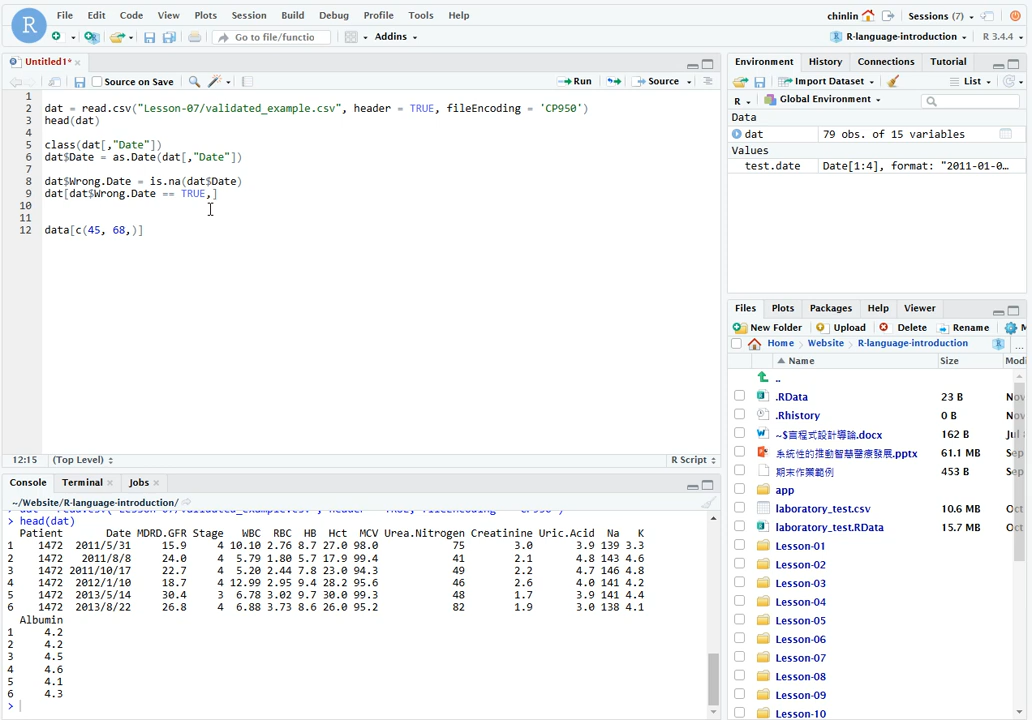 File Edit Code View Plots Session Build Debug Profile Tools Help chinlin Sessions (7)
Go to file/functio Addins R-language-introduction R 3.4.4
Untitled1* Environment History Connections Tutorial
Source on Save Run Source Import Dataset List
R Global Environment
1
2 dat = read.csv("Lesson-07/validated_example.csv", header = TRUE, fileEncoding = 'CP950')
3 head(dat)
4
5 class(dat[,"Date"])
6 dat$Date = as.Date(dat[,"Date"])
7
8 dat$Wrong.Date = is.na(dat$Date)
9 dat[dat$Wrong.Date == TRUE,]
10
11
12 data[c(45, 68,)]
12:15 (Top Level) R Script
Data
dat 79 obs. of 15 variables
Values
test.date Date[1:4], format: "2011-01-0…
Console Terminal Jobs
~/Website/R-language-introduction/
> head(dat)
Patient Date MDRD.GFR Stage WBC RBC HB Hct MCV Urea.Nitrogen Creatinine Uric.Acid Na K
1 1472 2011/5/31 15.9 4 10.10 2.76 8.7 27.0 98.0 75 3.0 3.9 139 3.3
2 1472 2011/8/8 24.0 4 5.79 1.80 5.7 17.9 99.4 41 2.1 4.8 143 4.6
3 1472 2011/10/17 22.7 4 5.20 2.44 7.8 23.0 94.3 49 2.2 4.7 146 4.8
4 1472 2012/1/10 18.7 4 12.99 2.95 9.4 28.2 95.6 46 2.6 4.0 141 4.2
5 1472 2013/5/14 30.4 3 6.78 3.02 9.7 30.0 99.3 48 1.7 3.9 141 4.4
6 1472 2013/8/22 26.8 4 6.88 3.73 8.6 26.0 95.2 82 1.9 3.0 138 4.1
Albumin
1 4.2
2 4.2
3 4.5
4 4.6
5 4.1
6 4.3
>
Files Plots Packages Help Viewer
New Folder Upload Delete Rename M
Home Website R-language-introduction
Name Size Modi
..
.RData 23 B Nov
.Rhistory 0 B Nov
162 B Jul
系統性的推動智慧醫療發展.pptx 61.1 MB Sep
期末作業範例 453 B Sep
app
laboratory_test.csv 10.6 MB Oct
laboratory_test.RData 15.7 MB Oct
Lesson-01
Lesson-02
Lesson-03
Lesson-04
Lesson-05
Lesson-06
Lesson-07
Lesson-08
Lesson-09
Lesson-10